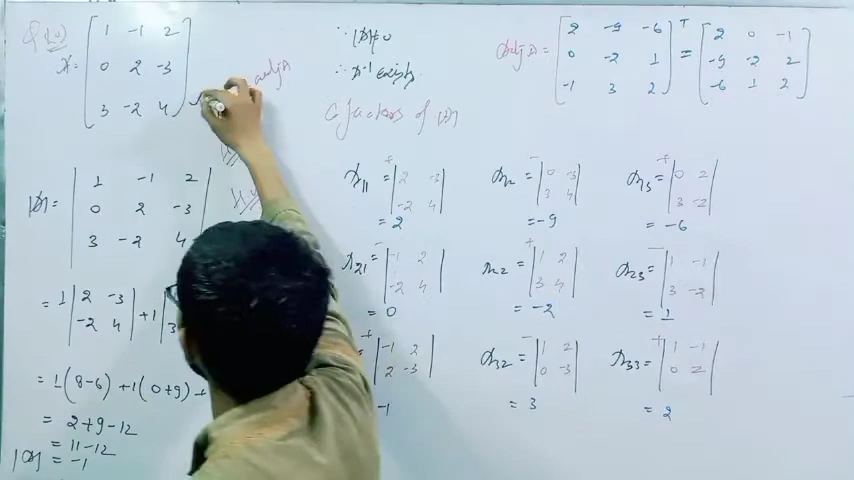 A = [ 1 -1 2
0 2 -3
3 -2 4 ]
adjA
|A| = | 1 -1 2
0 2 -3
3 -2 4 |
= 1 | 2 -3 | + 1 |
-2 4 3
= 1(8-6) +1(0+9) +
= 2+9-12
= 11-12
|A| = -1
∵ |A|≠0
∴ A⁻¹ exists.
Cofactors of |A|
A11 = + | 2 -3
-2 4 |
= 2
A12 = - | 0 -3
3 4 |
= -9
A13 = + | 0 2
3 -2 |
= -6
A21 = - | -1 2
-2 4 |
= 0
A22 = + | 1 2
3 4 |
= -2
A23 = - | 1 -1
3 -2 |
= 1
= + | -1 2
2 -3 |
-1
A32 = - | 1 2
0 -3 |
= 3
A33 = + | 1 -1
0 2 |
= 2
AdjA = [ 2 -9 -6
0 -2 1
-1 3 2 ]ᵀ
= [ 2 0 -1
-9 -2 2
-6 1 2 ]